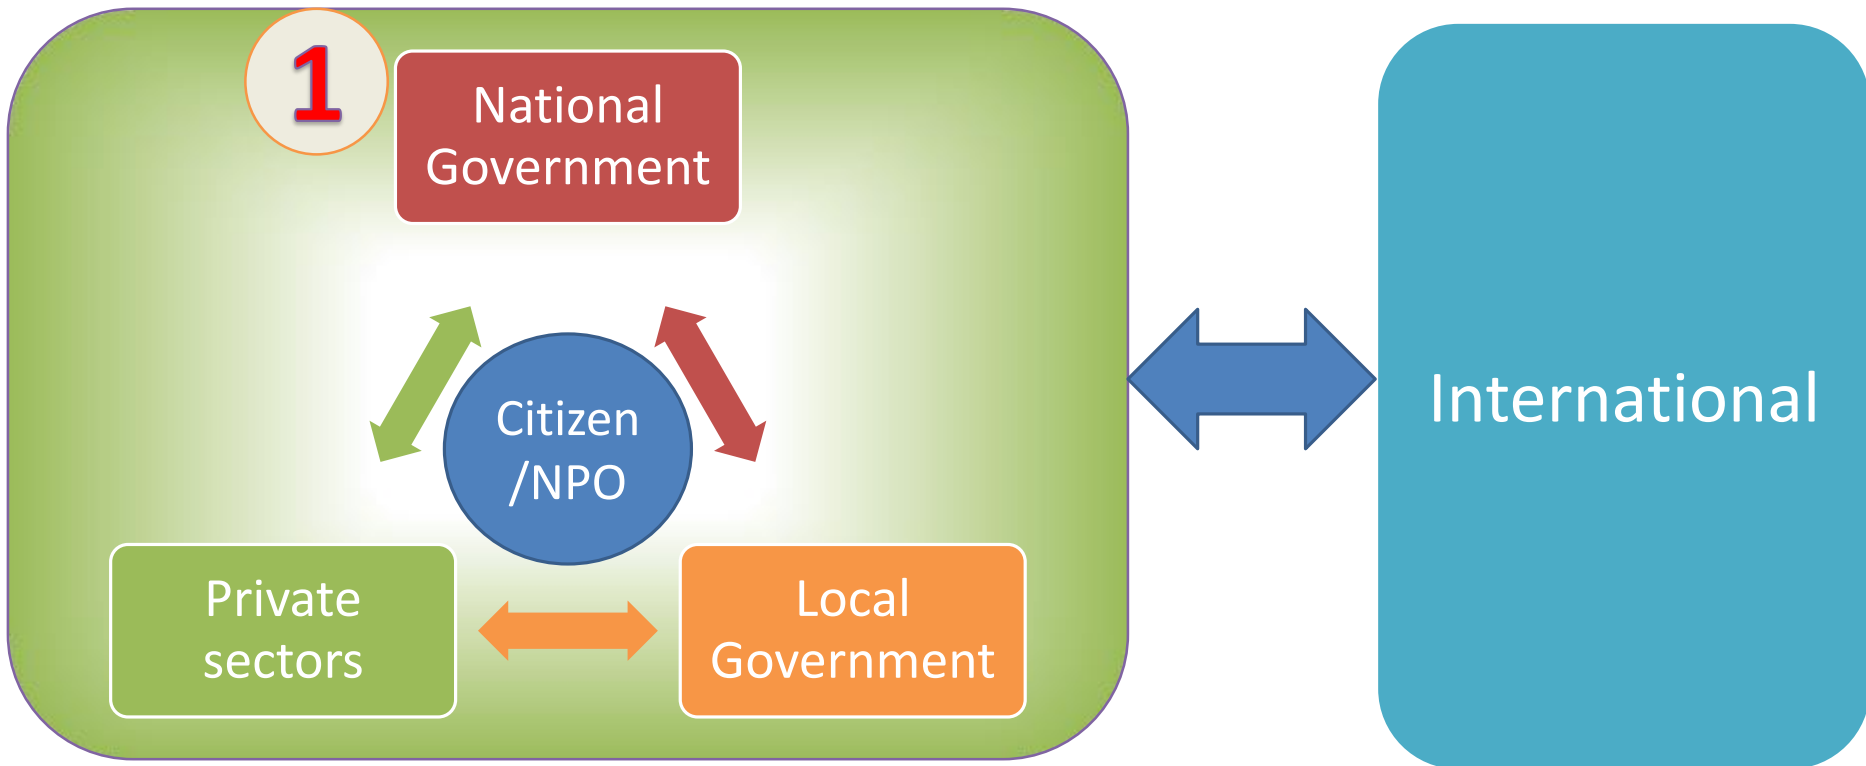 1
National
Government
Citizen
/NPO
Private
sectors
Local
Government
International